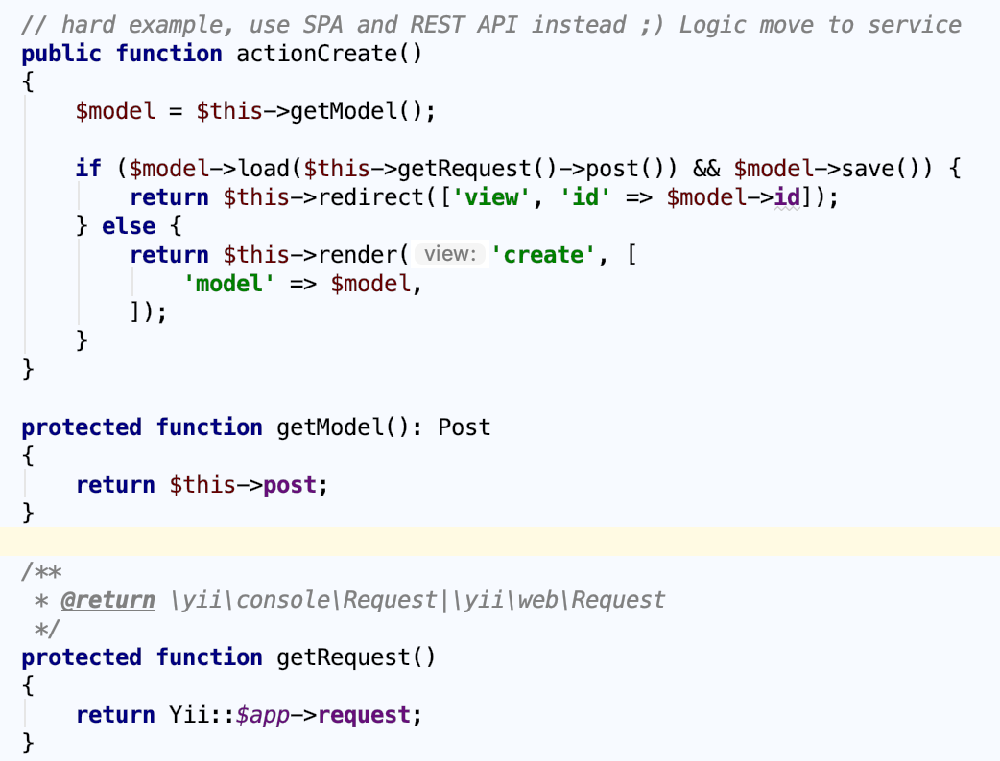 // hard example, use SPA and REST API instead ;) Logic move to service
public function actionCreate()
{
    $model = $this->getModel();

    if ($model->load($this->getRequest()->post()) && $model->save()) {
        return $this->redirect(['view', 'id' => $model->id]);
    } else {
        return $this->render( view: 'create', [
            'model' => $model,
        ]);
    }
}

protected function getModel(): Post
{
    return $this->post;
}

/**
 * @return \yii\console\Request|\yii\web\Request
 */
protected function getRequest()
{
    return Yii::$app->request;
}